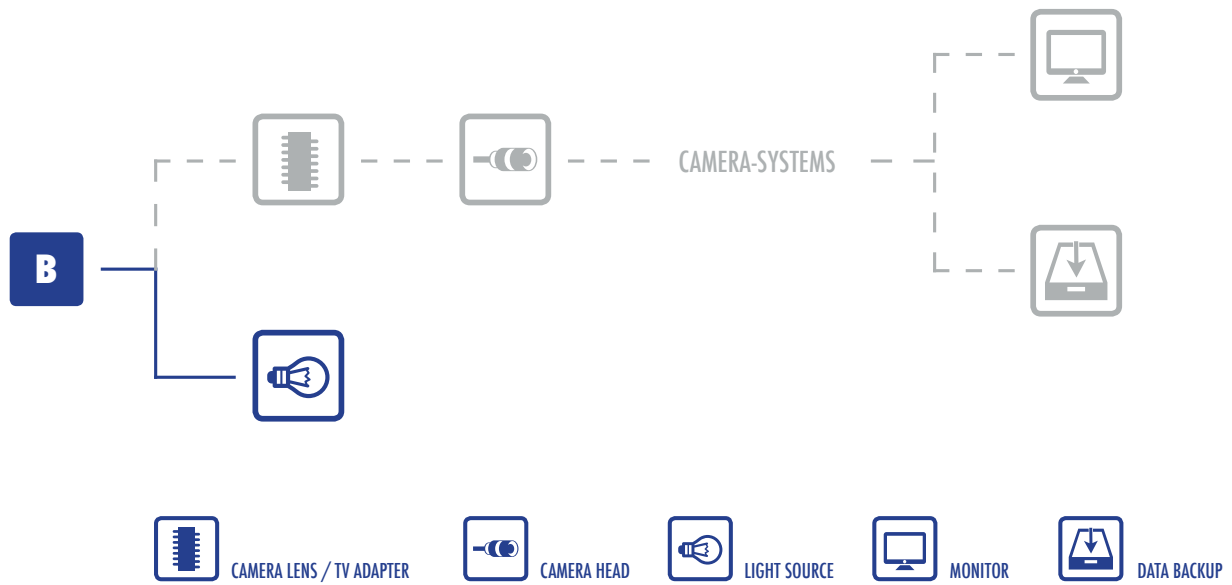 CAMERA-SYSTEMS
B
CAMERA LENS / TV ADAPTER
CAMERA HEAD
LIGHT SOURCE
MONITOR
DATA BACKUP